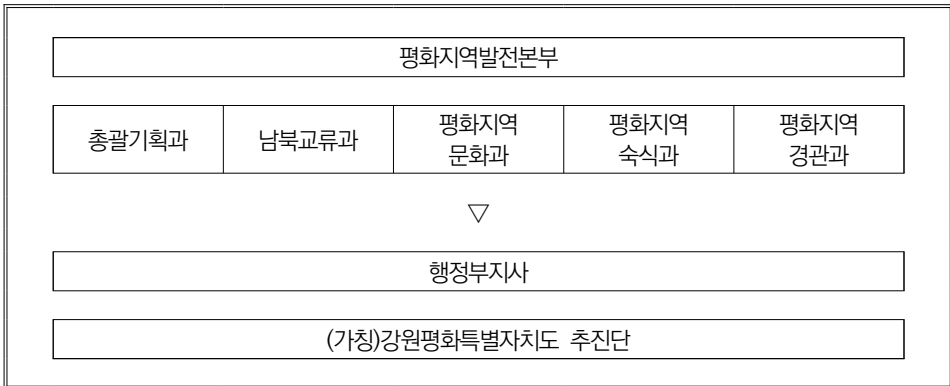 평화지역발전본부
총괄기획과 남북교류과 평화지역 평화지역 평화지역
문화과 숙식과 경관과
▽
행정부지사
(가칭)강원평화특별자치도 추진단